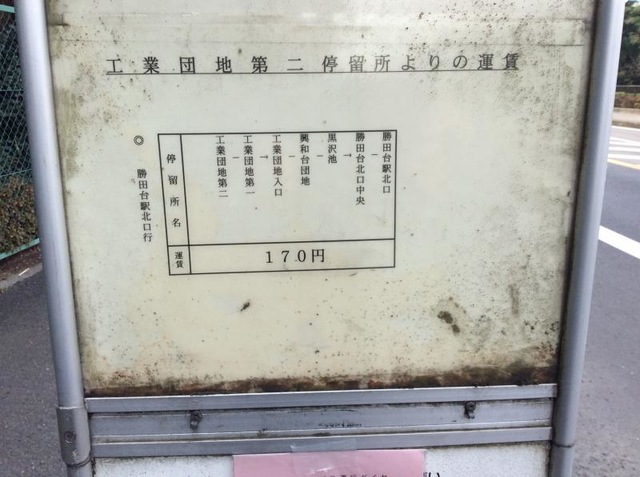 工業団地第二停留所よりの運賃
◎ 勝田台駅北口行
停留所名
工業団地第二
－
工業団地第一
→
工業団地入口
－
興和台団地
－
黒沢池
→
勝田台北口中央
－
勝田台駅北口
運賃
170円